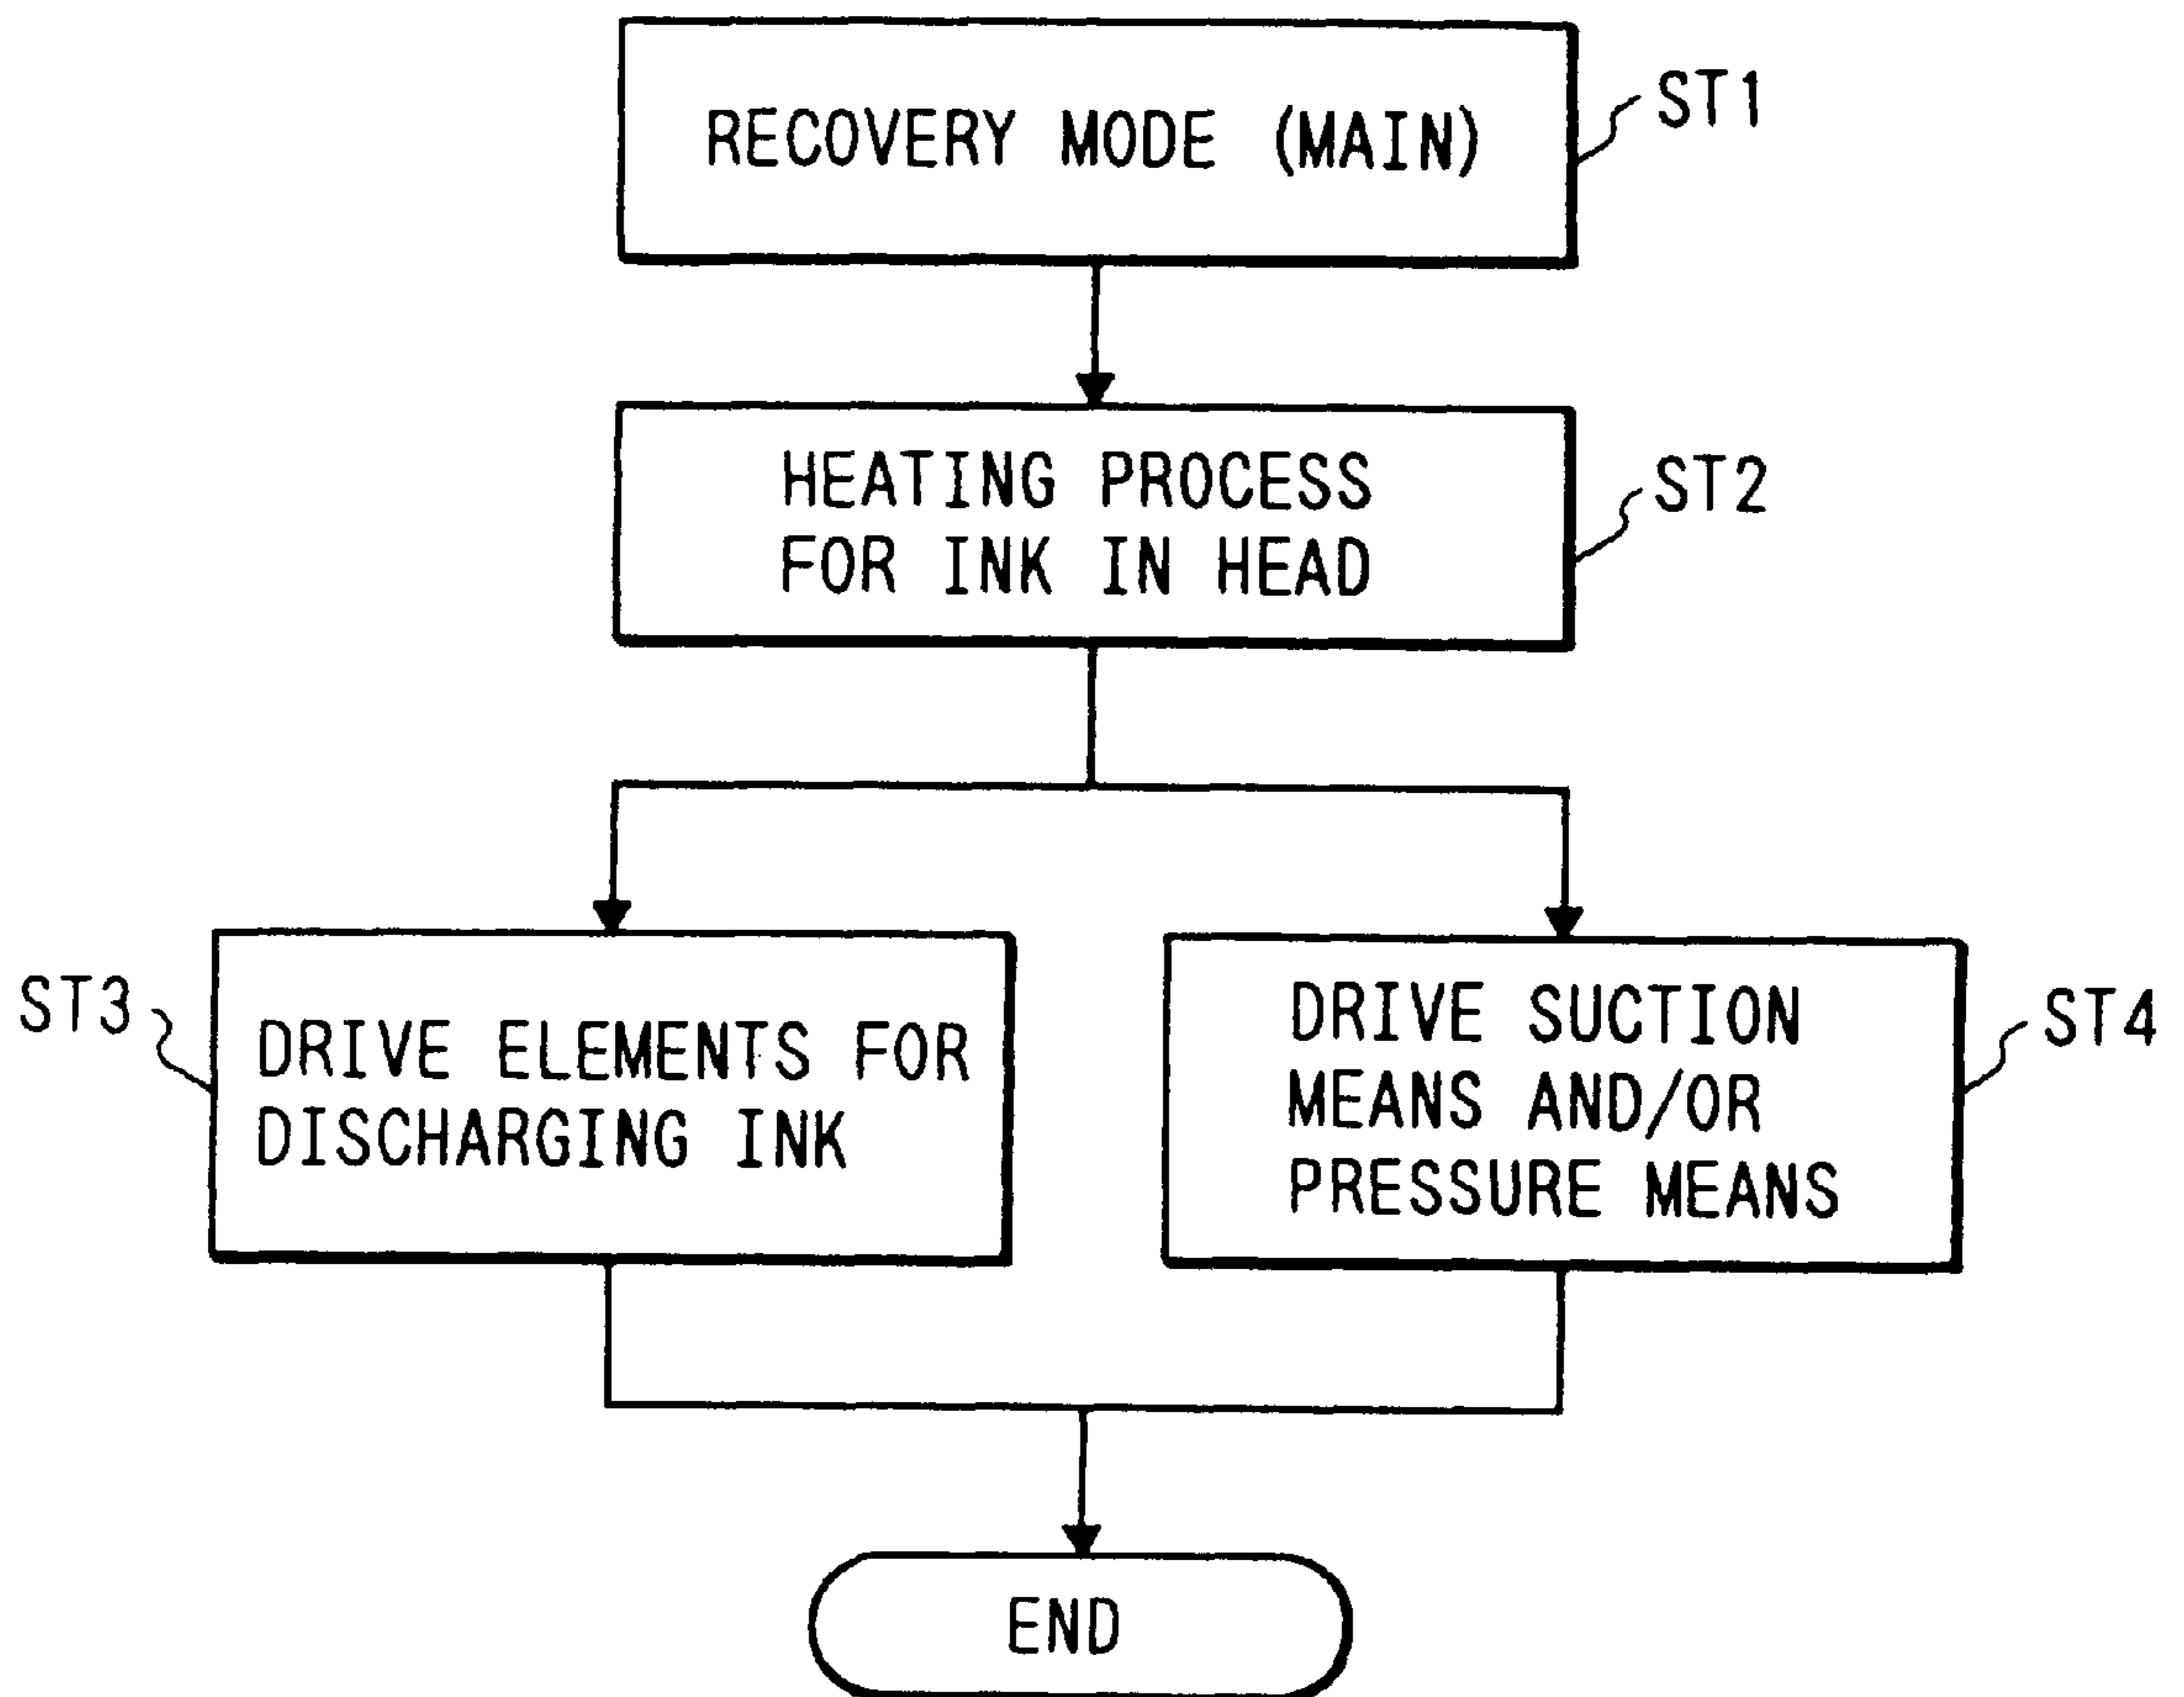 RECOVERY MODE (MAIN)
ST1
HEATING PROCESS
FOR INK IN HEAD
ST2
ST3
DRIVE ELEMENTS FOR
DISCHARGING INK
DRIVE SUCTION
MEANS AND/OR
PRESSURE MEANS
ST4
END